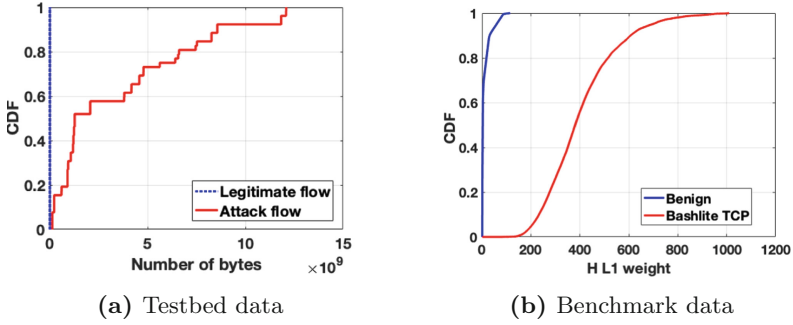 1
0.8
0.6
0.4
0.2
0
CDF
Legitimate flow
Attack flow
0 5 10 15
Number of bytes ×10⁹
(a) Testbed data
1
0.8
0.6
0.4
0.2
0
CDF
Benign
Bashlite TCP
0 200 400 600 800 1000 1200
H L1 weight
(b) Benchmark data